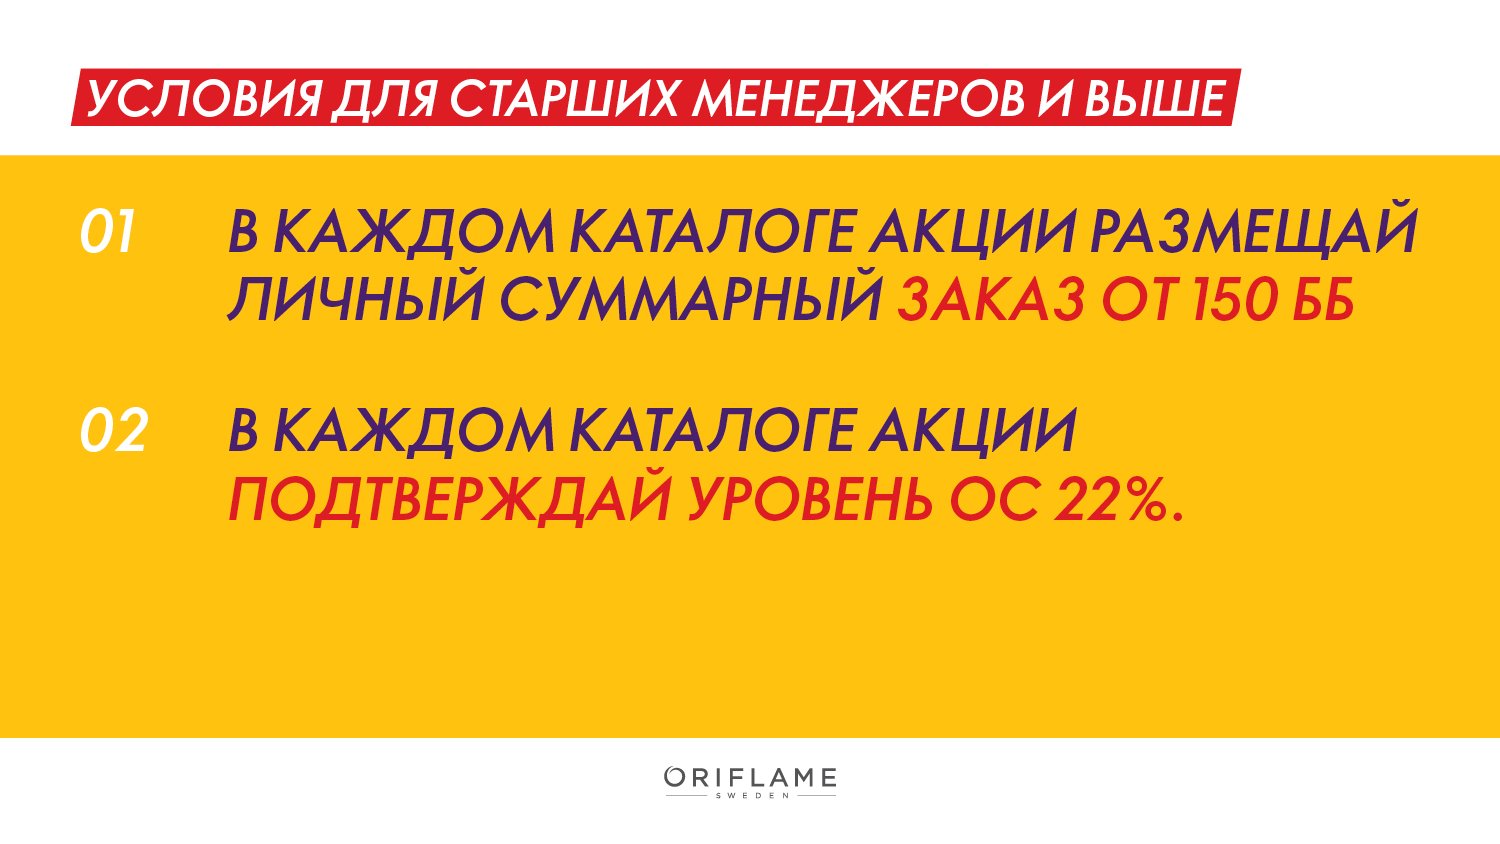 УСЛОВИЯ ДЛЯ СТАРШИХ МЕНЕДЖЕРОВ И ВЫШЕ
01 В КАЖДОМ КАТАЛОГЕ АКЦИИ РАЗМЕЩАЙ
ЛИЧНЫЙ СУММАРНЫЙ ЗАКАЗ ОТ 150 ББ
02 В КАЖДОМ КАТАЛОГЕ АКЦИИ
ПОДТВЕРЖДАЙ УРОВЕНЬ ОС 22%.
ORIFLAME
SWEDEN